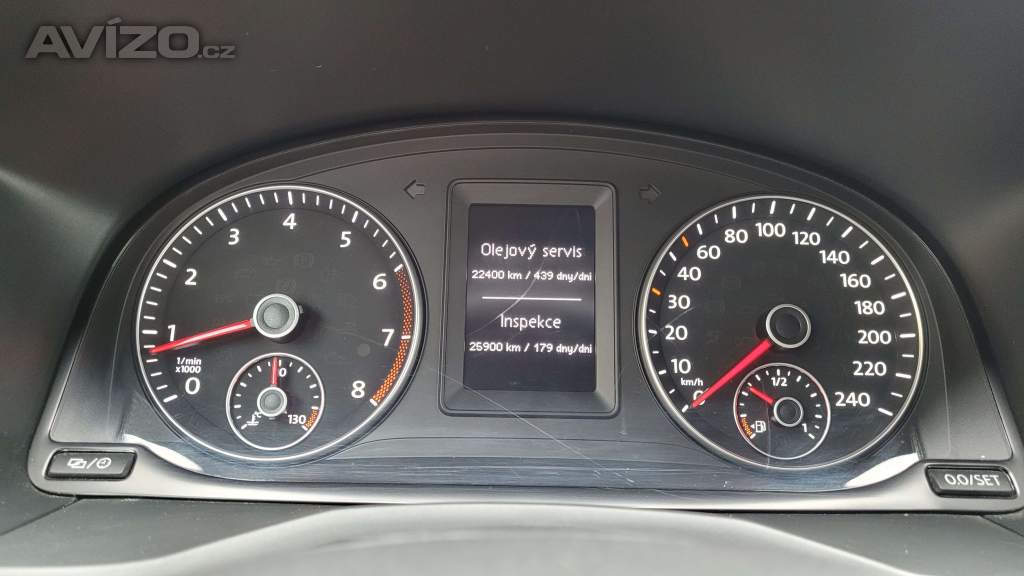 AVÍZO.cz
Olejový servis
22400 km / 439 dny/dní
Inspekce
25900 km / 179 dny/dní
0 1 2 3 4 5 6 7 8
1/min
x1000
130
0 10 20 30 40 60 80 100 120 140 160 180 200 220 240
km/h
1/2
1
0.0/SET